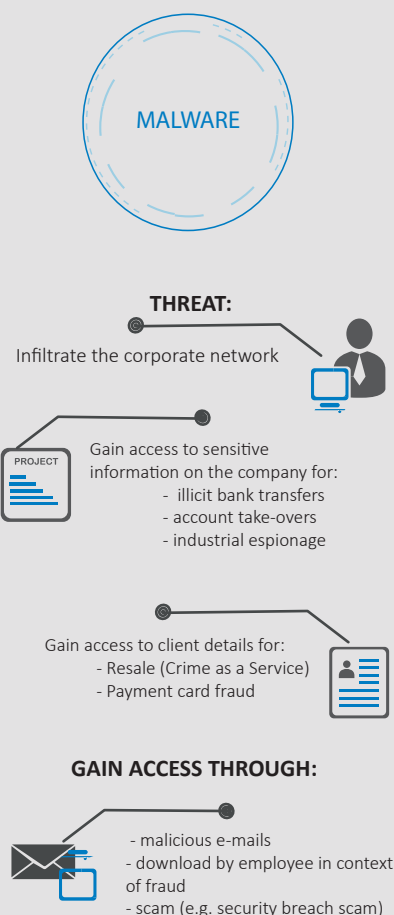 MALWARE
THREAT:
Infiltrate the corporate network
PROJECT
Gain access to sensitive
information on the company for:
- illicit bank transfers
- account take-overs
- industrial espionage
Gain access to client details for:
- Resale (Crime as a Service)
- Payment card fraud
GAIN ACCESS THROUGH:
- malicious e-mails
- download by employee in context
of fraud
- scam (e.g. security breach scam)